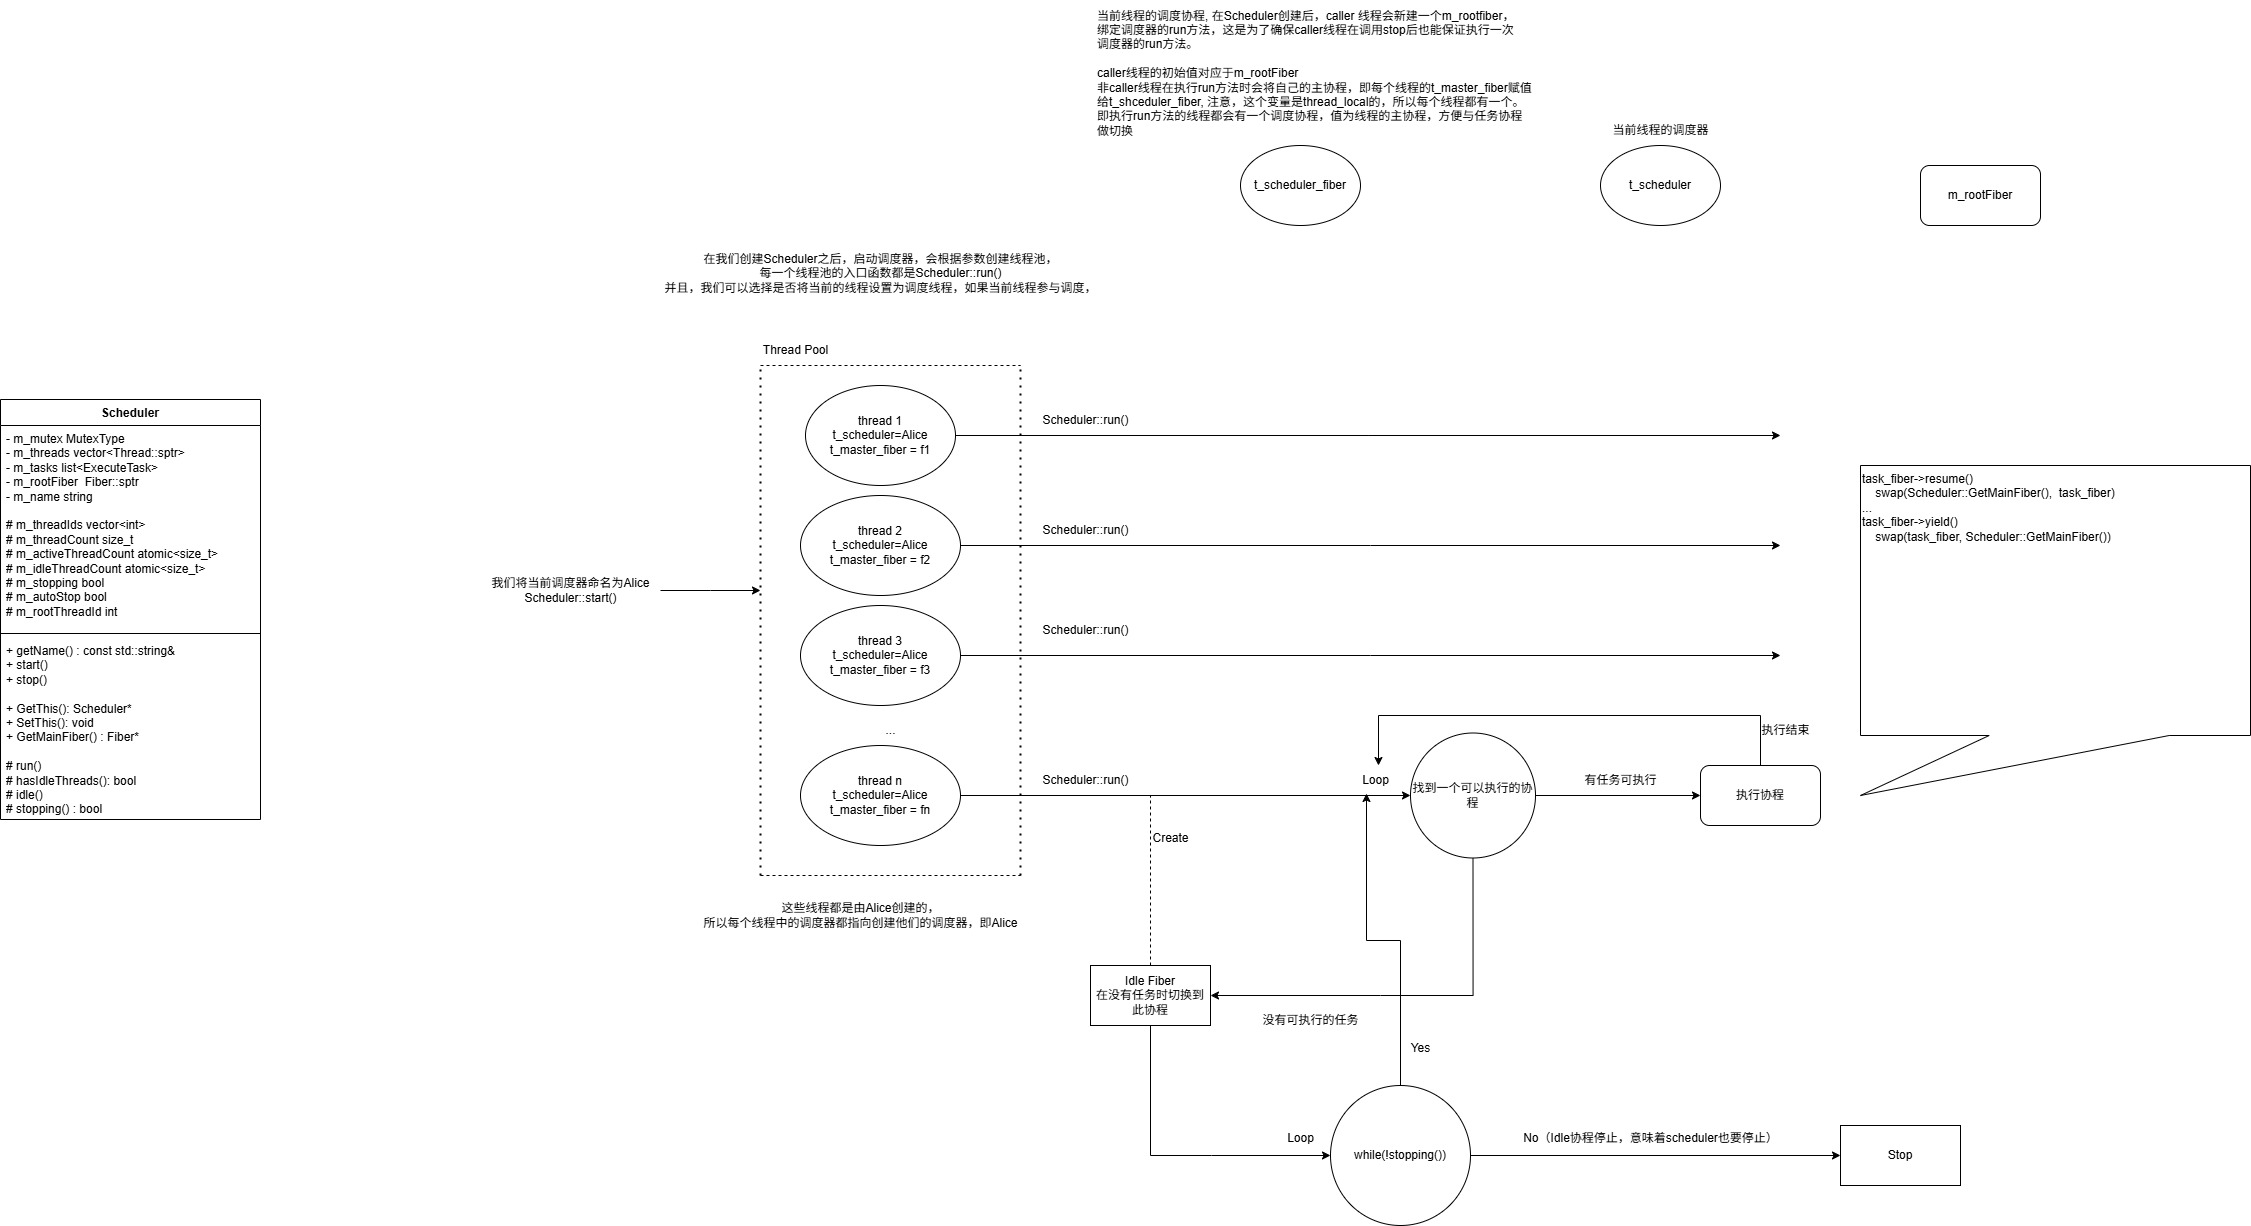 当前线程的调度协程, 在Scheduler创建后，caller 线程会新建一个m_rootfiber，
绑定调度器的run方法，这是为了确保caller线程在调用stop后也能保证执行一次
调度器的run方法。
caller线程的初始值对应于m_rootFiber
非caller线程在执行run方法时会将自己的主协程，即每个线程的t_master_fiber赋值
给t_shceduler_fiber, 注意，这个变量是thread_local的，所以每个线程都有一个。
即执行run方法的线程都会有一个调度协程，值为线程的主协程，方便与任务协程
做切换
当前线程的调度器
t_scheduler_fiber
t_scheduler
m_rootFiber
在我们创建Scheduler之后，启动调度器，会根据参数创建线程池，
每一个线程池的入口函数都是Scheduler::run()
并且，我们可以选择是否将当前的线程设置为调度线程，如果当前线程参与调度，
Thread Pool
Scheduler
- m_mutex MutexType
- m_threads vector<Thread::sptr>
- m_tasks list<ExecuteTask>
- m_rootFiber  Fiber::sptr
- m_name string
# m_threadIds vector<int>
# m_threadCount size_t
# m_activeThreadCount atomic<size_t>
# m_idleThreadCount atomic<size_t>
# m_stopping bool
# m_autoStop bool
# m_rootThreadId int
+ getName() : const std::string&
+ start()
+ stop()
+ GetThis(): Scheduler*
+ SetThis(): void
+ GetMainFiber() : Fiber*
# run()
# hasIdleThreads(): bool
# idle()
# stopping() : bool
我们将当前调度器命名为Alice
Scheduler::start()
thread 1
t_scheduler=Alice
t_master_fiber = f1
Scheduler::run()
thread 2
t_scheduler=Alice
t_master_fiber = f2
Scheduler::run()
thread 3
t_scheduler=Alice
t_master_fiber = f3
Scheduler::run()
...
thread n
t_scheduler=Alice
t_master_fiber = fn
Scheduler::run()
task_fiber->resume()
swap(Scheduler::GetMainFiber(),  task_fiber)
...
task_fiber->yield()
swap(task_fiber, Scheduler::GetMainFiber())
执行结束
Loop
找到一个可以执行的协
程
有任务可执行
执行协程
Create
这些线程都是由Alice创建的，
所以每个线程中的调度器都指向创建他们的调度器，即Alice
Idle Fiber
在没有任务时切换到
此协程
没有可执行的任务
Yes
Loop
while(!stopping())
No（Idle协程停止，意味着scheduler也要停止）
Stop